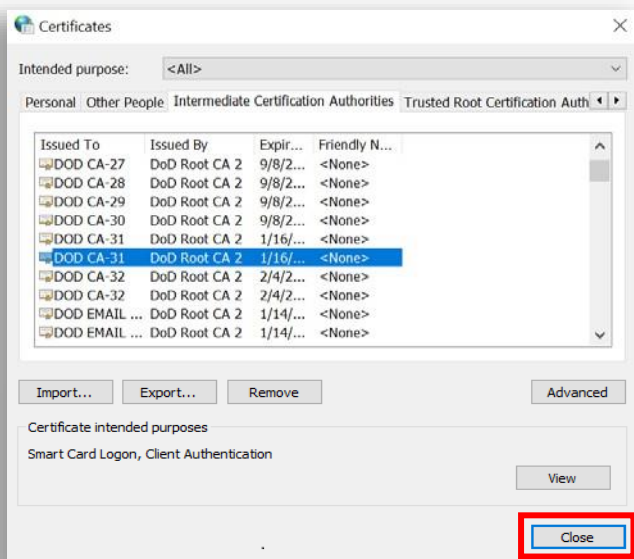 Certificates
Intended purpose: <All>
Personal Other People Intermediate Certification Authorities Trusted Root Certification Auth
Issued To Issued By Expir... Friendly N...
DOD CA-27 DoD Root CA 2 9/8/2... <None>
DOD CA-28 DoD Root CA 2 9/8/2... <None>
DOD CA-29 DoD Root CA 2 9/8/2... <None>
DOD CA-30 DoD Root CA 2 9/8/2... <None>
DOD CA-31 DoD Root CA 2 1/16/... <None>
DOD CA-31 DoD Root CA 2 1/16/... <None>
DOD CA-32 DoD Root CA 2 2/4/2... <None>
DOD CA-32 DoD Root CA 2 2/4/2... <None>
DOD EMAIL ... DoD Root CA 2 1/14/... <None>
DOD EMAIL ... DoD Root CA 2 1/14/... <None>
Import... Export... Remove Advanced
Certificate intended purposes
Smart Card Logon, Client Authentication
View
Close
.